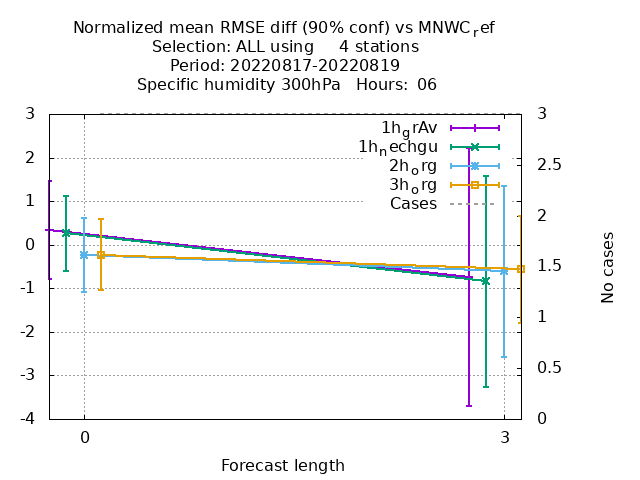 Normalized mean RMSE diff (90% conf) vs MNWC_ref
Selection: ALL using 4 stations
Period: 20220817-20220819
Specific humidity 300hPa Hours: 06
3 3
1h_grAv
1h_nechgu
2 2.5
2h_org
3h_org
1 2
Cases
0
1.5
-1
1
-2
-3 0.5
-4 0
No cases
0 3
Forecast length